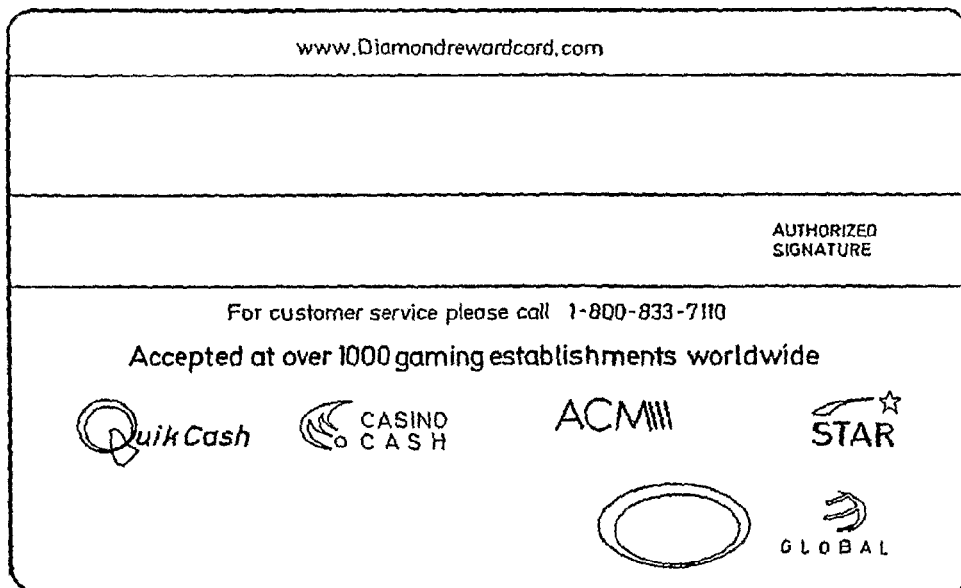 www.Diamondrewardcard.com
AUTHORIZED
SIGNATURE
For customer service please call 1-800-833-7110
Accepted at over 1000 gaming establishments worldwide
QuikCash
CASINO
CASH
ACM
STAR
GLOBAL